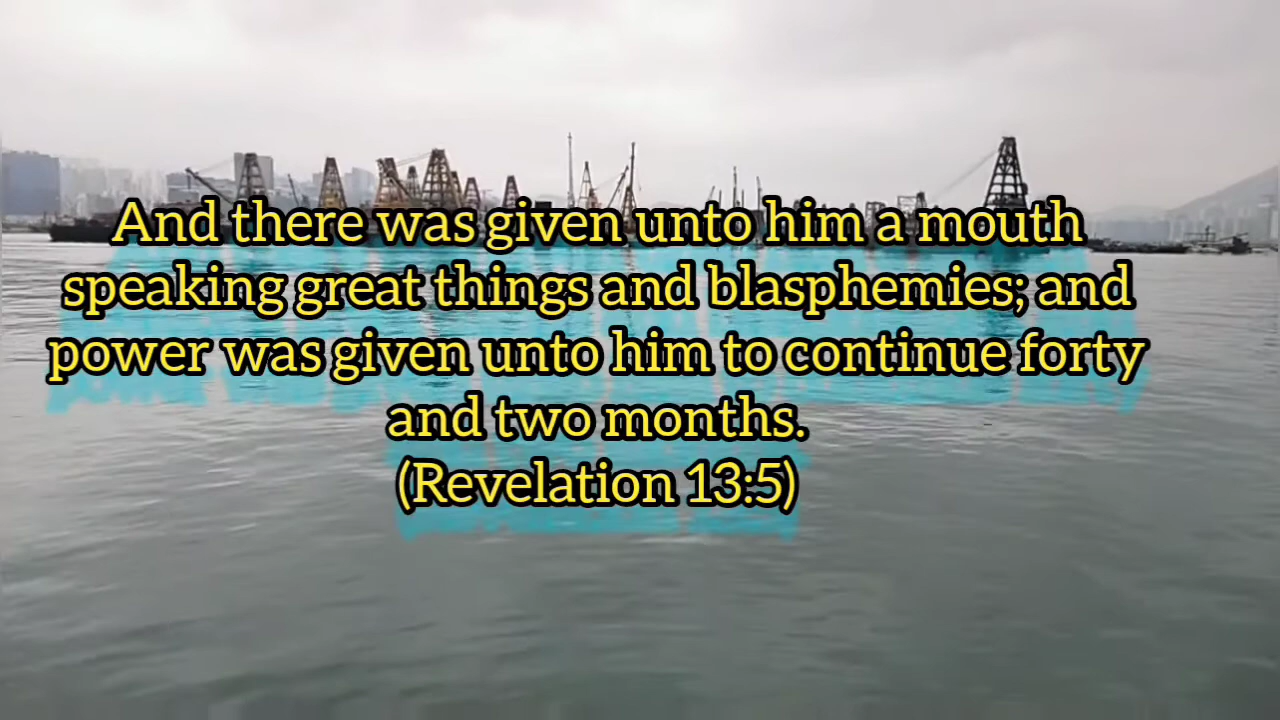 And there was given unto him a mouth
speaking great things and blasphemies; and
power was given unto him to continue forty
and two months.
(Revelation 13:5)